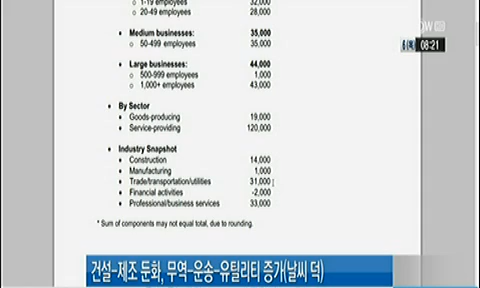 ○ 1-19 employees 32,000
○ 20-49 employees 28,000
• Medium businesses: 35,000
○ 50-499 employees 35,000
• Large businesses: 44,000
○ 500-999 employees 1,000
○ 1,000+ employees 43,000
• By Sector
• Goods-producing 19,000
• Service-providing 120,000
• Industry Snapshot
• Construction 14,000
• Manufacturing 1,000
• Trade/transportation/utilities 31,000
• Financial activities -2,000
• Professional/business services 33,000
* Sum of components may not equal total, due to rounding.
08:21
건설-제조 둔화, 무역-운송-유틸리티 증가(날씨 덕)